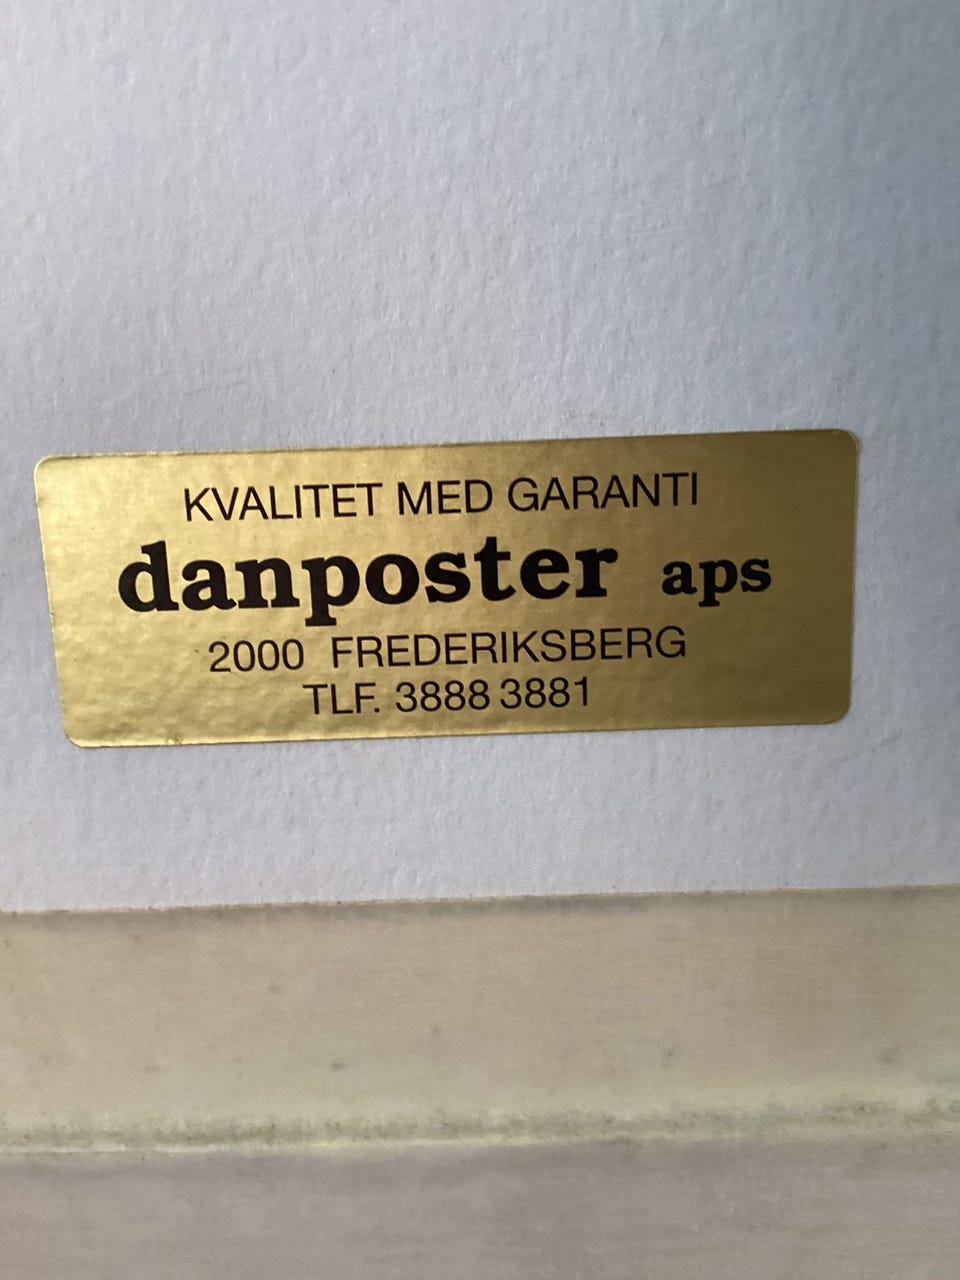 KVALITET MED GARANTI
danposter aps
2000 FREDERIKSBERG
TLF. 3888 3881